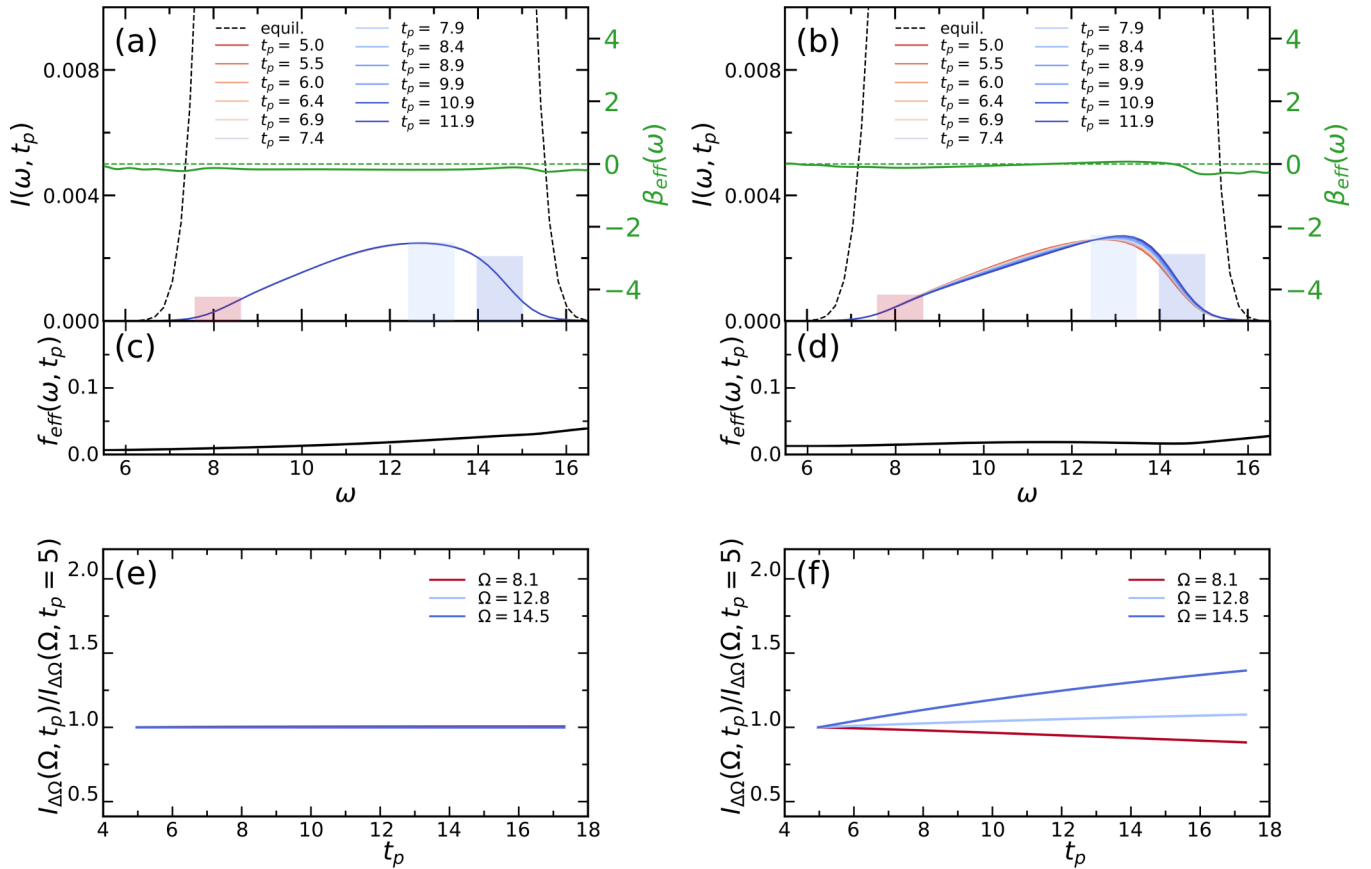 (a)
I(ω, t_p)
0.008
0.004
0.000
equil.
t_p = 5.0
t_p = 5.5
t_p = 6.0
t_p = 6.4
t_p = 6.9
t_p = 7.4
t_p = 7.9
t_p = 8.4
t_p = 8.9
t_p = 9.9
t_p = 10.9
t_p = 11.9
4
2
0
−2
−4
β_eff(ω)
(b)
I(ω, t_p)
0.008
0.004
0.000
equil.
t_p = 5.0
t_p = 5.5
t_p = 6.0
t_p = 6.4
t_p = 6.9
t_p = 7.4
t_p = 7.9
t_p = 8.4
t_p = 8.9
t_p = 9.9
t_p = 10.9
t_p = 11.9
4
2
0
−2
−4
β_eff(ω)
(c)
f_eff(ω, t_p)
0.1
0.0
6 8 10 12 14 16
ω
(d)
f_eff(ω, t_p)
0.1
0.0
6 8 10 12 14 16
ω
(e)
I_ΔΩ(Ω, t_p)/I_ΔΩ(Ω, t_p = 5)
2.0
1.5
1.0
0.5
Ω = 8.1
Ω = 12.8
Ω = 14.5
4 6 8 10 12 14 16 18
t_p
(f)
I_ΔΩ(Ω, t_p)/I_ΔΩ(Ω, t_p = 5)
2.0
1.5
1.0
0.5
Ω = 8.1
Ω = 12.8
Ω = 14.5
4 6 8 10 12 14 16 18
t_p